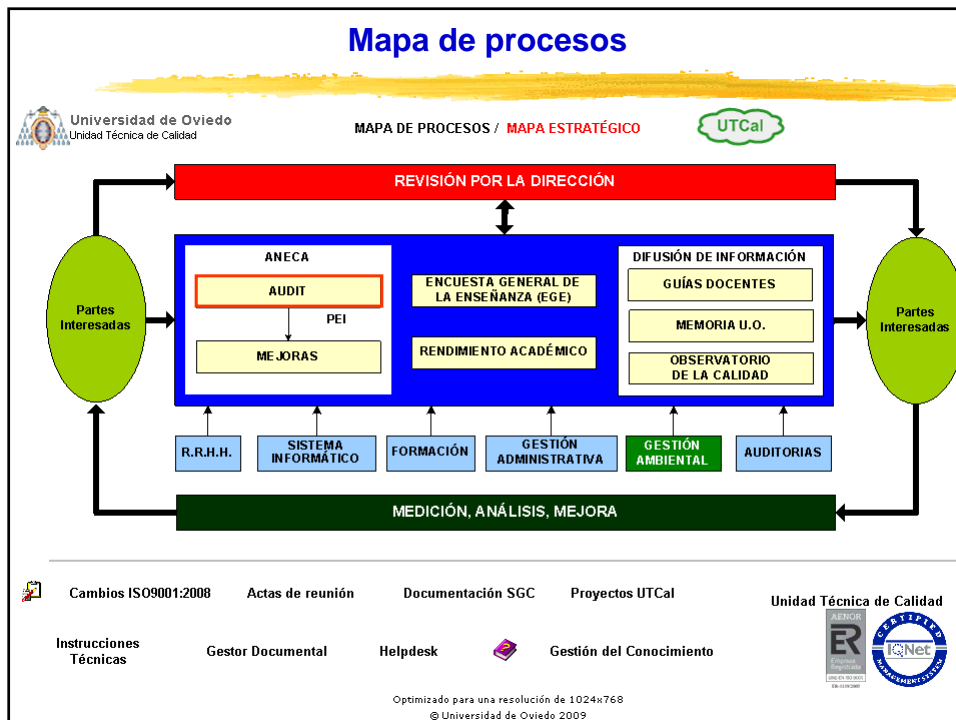 Mapa de procesos
Universidad de Oviedo
Unidad Técnica de Calidad
MAPA DE PROCESOS / MAPA ESTRATÉGICO
UTCal
REVISIÓN POR LA DIRECCIÓN
Partes
Interesadas
ANECA
AUDIT
PEI
MEJORAS
ENCUESTA GENERAL DE
LA ENSEÑANZA (EGE)
RENDIMIENTO ACADÉMICO
DIFUSIÓN DE INFORMACIÓN
GUÍAS DOCENTES
MEMORIA U.O.
OBSERVATORIO
DE LA CALIDAD
Partes
Interesadas
R.R.H.H.
SISTEMA
INFORMÁTICO
FORMACIÓN
GESTIÓN
ADMINISTRATIVA
GESTIÓN
AMBIENTAL
AUDITORIAS
MEDICIÓN, ANÁLISIS, MEJORA
Cambios ISO9001:2008
Actas de reunión
Documentación SGC
Proyectos UTCal
Unidad Técnica de Calidad
Instrucciones
Técnicas
Gestor Documental
Helpdesk
Gestión del Conocimiento
AENOR
ER
Empresa
Registrada
CERTIFIED
IQNet
MANAGEMENT SYSTEM
Optimizado para una resolución de 1024x768
© Universidad de Oviedo 2009